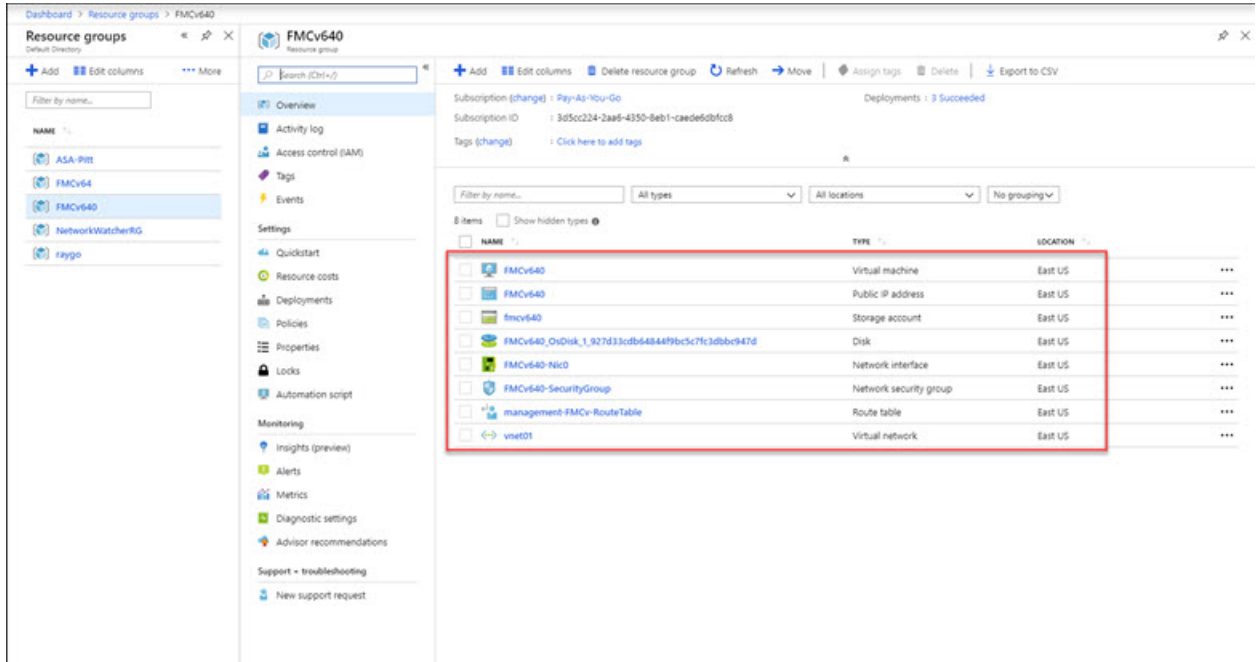 Dashboard > Resource groups > FMCv640
Resource groups
Default Directory
Add Edit columns More
Filter by name...
NAME
ASA-Pitt
FMCv64
FMCv640
NetworkWatcherRG
raygo
FMCv640
Resource group
Search (Ctrl+/)
Overview
Activity log
Access control (IAM)
Tags
Events
Settings
Quickstart
Resource costs
Deployments
Policies
Properties
Locks
Automation script
Monitoring
Insights (preview)
Alerts
Metrics
Diagnostic settings
Advisor recommendations
Support + troubleshooting
New support request
Add Edit columns Delete resource group Refresh Move Assign tags Delete Export to CSV
Subscription (change) : Pay-As-You-Go Deployments : 3 Succeeded
Subscription ID : 3d5cc224-2aa6-4350-8eb1-caede6dbfcc8
Tags (change) : Click here to add tags
Filter by name... All types All locations No grouping
8 items Show hidden types
NAME TYPE LOCATION
FMCv640 Virtual machine East US
FMCv640 Public IP address East US
fmcv640 Storage account East US
FMCv640_OsDisk_1_927d33cdb64844f9bc5c7fc3dbbc947d Disk East US
FMCv640-Nic0 Network interface East US
FMCv640-SecurityGroup Network security group East US
management-FMCv-RouteTable Route table East US
vnet01 Virtual network East US